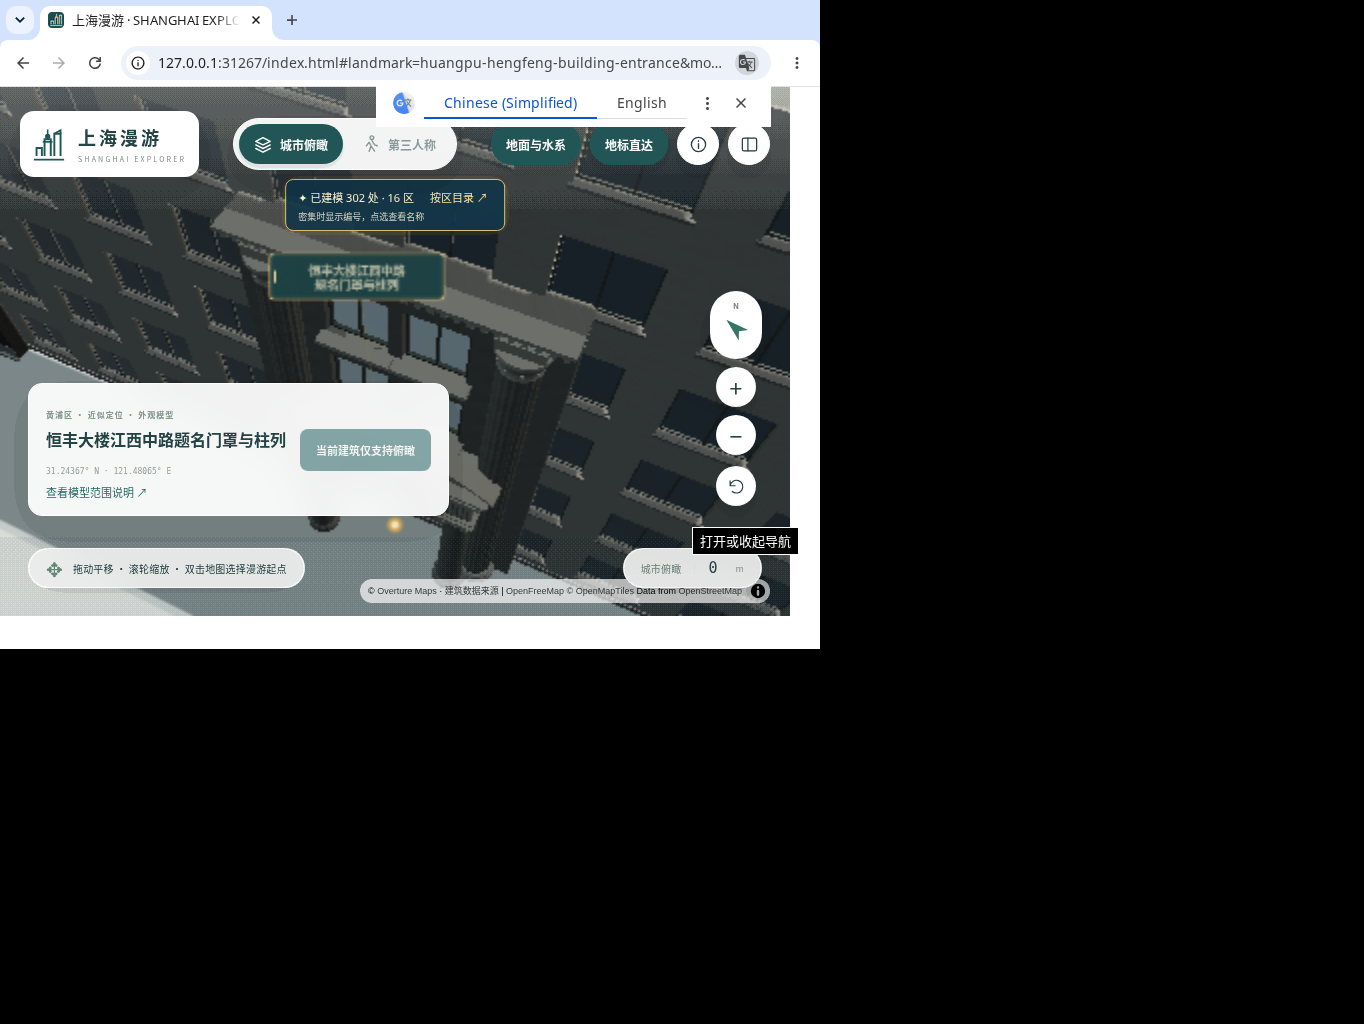 上海漫游 · SHANGHAI EXPLO
127.0.0.1:31267/index.html#landmark=huangpu-hengfeng-building-entrance&mo...
Chinese (Simplified)
English
上海漫游
SHANGHAI EXPLORER
城市俯瞰
第三人称
地面与水系
地标直达
✦ 已建模 302 处 · 16 区 按区目录 ↗
密集时显示编号，点选查看名称
恒丰大楼江西中路
题名门罩与柱列
N
黄浦区 · 近似定位 · 外观模型
恒丰大楼江西中路题名门罩与柱列
当前建筑仅支持俯瞰
31.24367° N · 121.48065° E
查看模型范围说明 ↗
打开或收起导航
拖动平移 · 滚轮缩放 · 双击地图选择漫游起点
城市俯瞰 0 m
© Overture Maps · 建筑数据来源 | OpenFreeMap © OpenMapTiles Data from OpenStreetMap